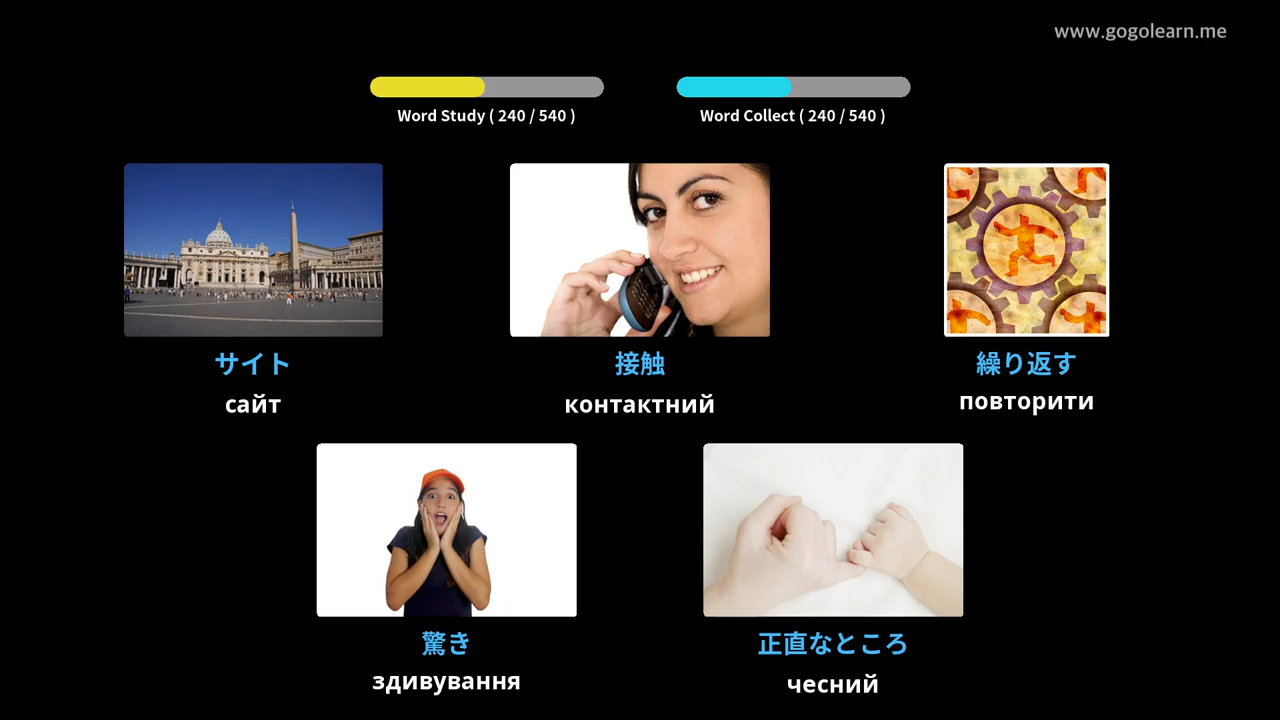 www.gogolearn.me
Word Study ( 240 / 540 )
Word Collect ( 240 / 540 )
サイト
сайт
接触
контактний
繰り返す
повторити
驚き
здивування
正直なところ
чесний